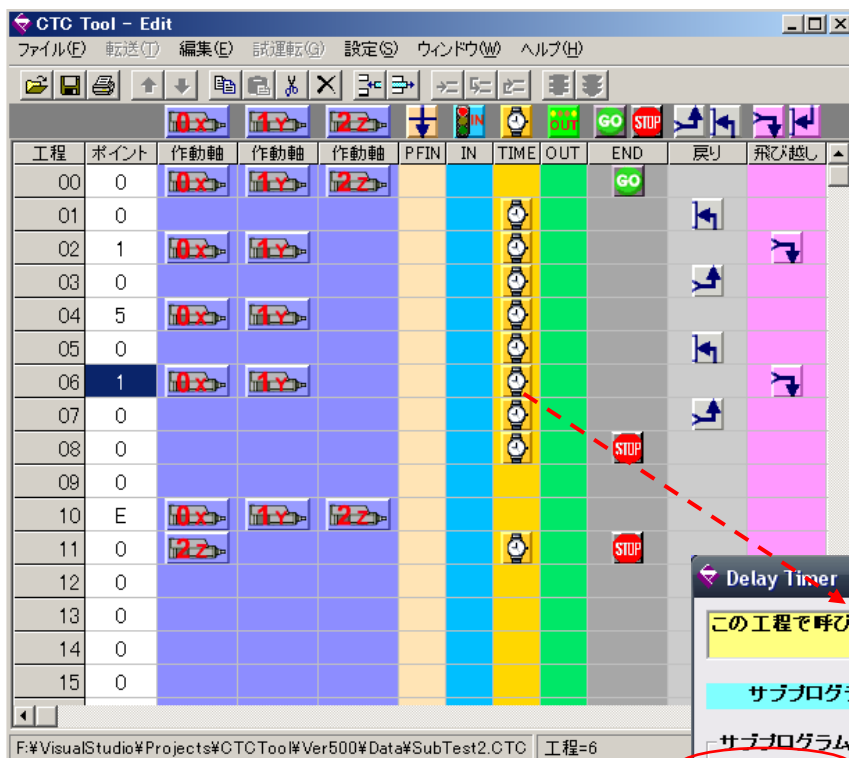 CTC Tool - Edit
ファイル(F) 転送(T) 編集(E) 試運転(G) 設定(S) ウィンドウ(W) ヘルプ(H)
0x 1Y 2z IN OUT GO STOP
工程 ポイント 作動軸 作動軸 作動軸 PFIN IN TIME OUT END 戻り 飛び越し
00 0 0x 1Y 2z GO
01 0
02 1 0x 1Y
03 0
04 5 0x 1Y
05 0
06 1 0x 1Y
07 0
08 0 STOP
09 0
10 E 0x 1Y 2z
11 0 2z STOP
12 0
13 0
14 0
15 0
Delay Timer
この工程で呼び
サブプログラ
サブプログラム
F:¥VisualStudio¥Projects¥CTCTool¥Ver500¥Data¥SubTest2.CTC 工程=6